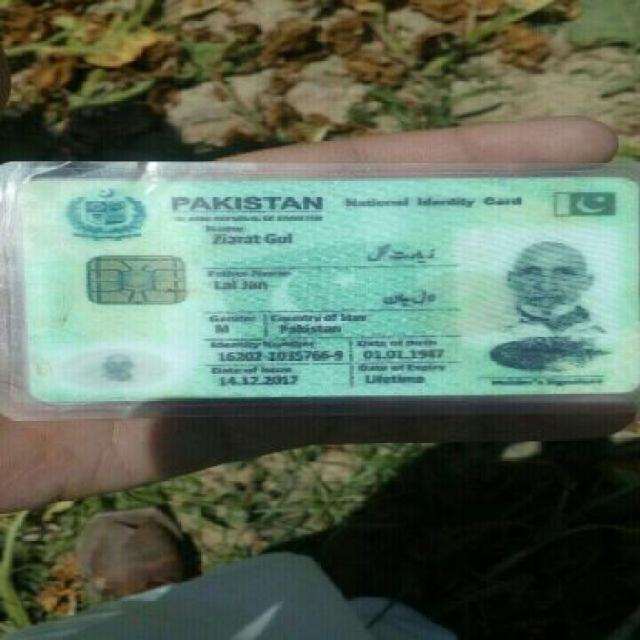 PAKISTAN National Identity Card
ISLAMIC REPUBLIC OF PAKISTAN
Name
Ziarat Gul
زیارت گل
Father Name
Lal Jan
لال جان
Gender Country of Stay
M Pakistan
Identity Number Date of Birth
16202-1035766-9 01.01.1947
Date of Issue Date of Expiry
14.12.2017 Lifetime
Holder's Signature